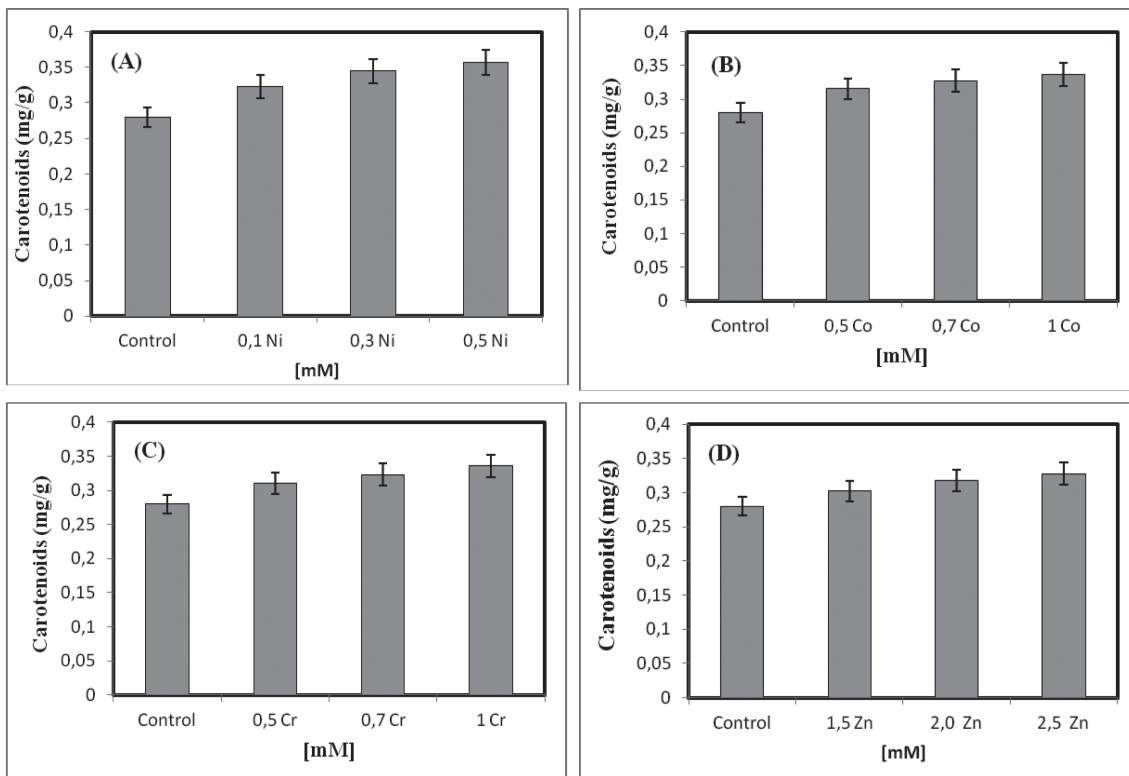 (A)
Carotenoids (mg/g)
0,4
0,35
0,3
0,25
0,2
0,15
0,1
0,05
0
Control 0,1 Ni 0,3 Ni 0,5 Ni
[mM]
(B)
Carotenoids (mg/g)
0,4
0,35
0,3
0,25
0,2
0,15
0,1
0,05
0
Control 0,5 Co 0,7 Co 1 Co
[mM]
(C)
Carotenoids (mg/g)
0,4
0,35
0,3
0,25
0,2
0,15
0,1
0,05
0
Control 0,5 Cr 0,7 Cr 1 Cr
[mM]
(D)
Carotenoids (mg/g)
0,4
0,35
0,3
0,25
0,2
0,15
0,1
0,05
0
Control 1,5 Zn 2,0 Zn 2,5 Zn
[mM]